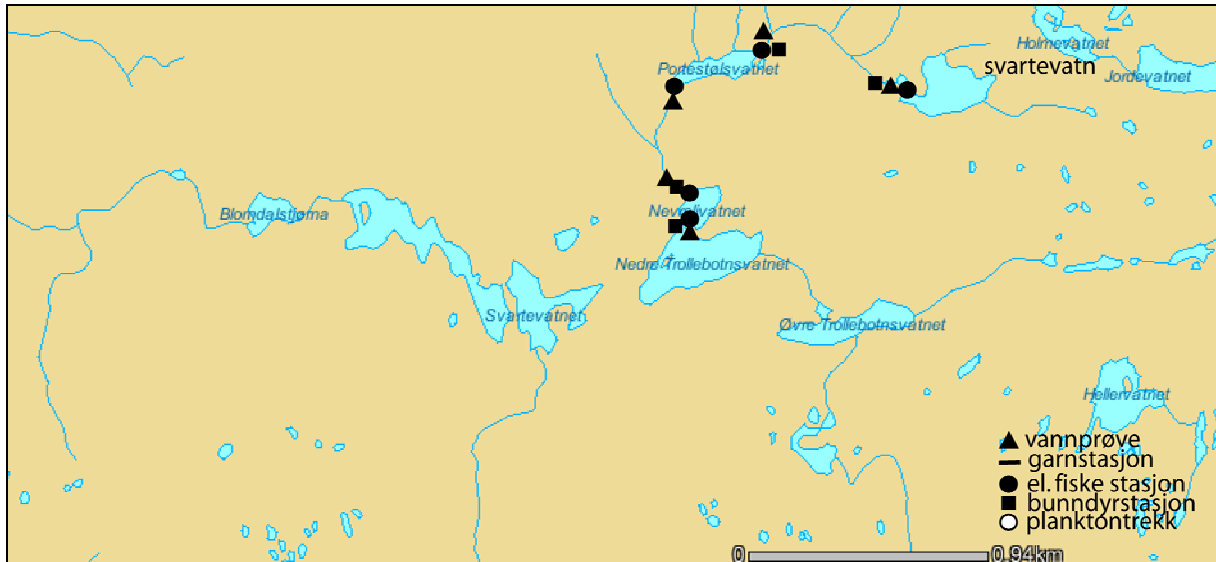 Holmevatnet
svartevatn
Portestølsvatnet
Jordevatnet
Blomdalstjørna
Nevralivatnet
Nedre Trollebotnsvatnet
Svartevatnet
Øvre Trollebotnsvatnet
Hellervatnet
vannprøve
garnstasjon
el. fiske stasjon
bunndyrstasjon
planktontrekk
0 0.94km